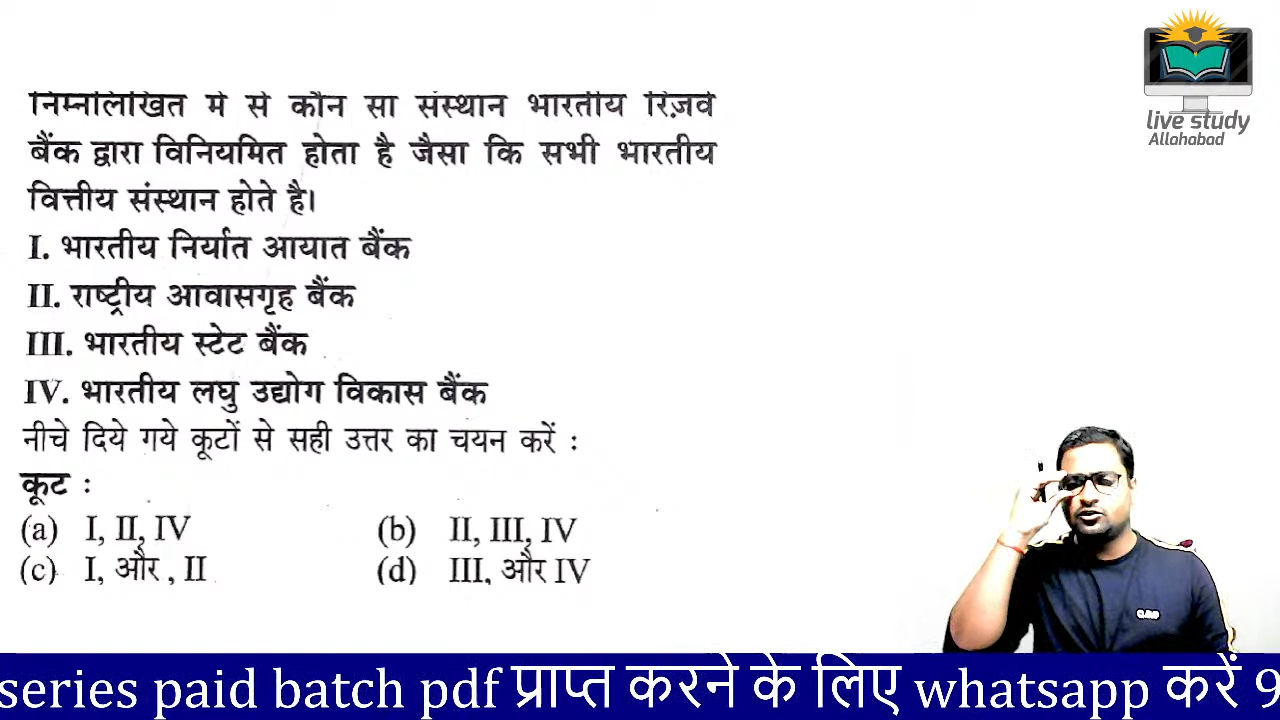 निम्नलिखित में से कौन सा संस्थान भारतीय रिज़र्व
बैंक द्वारा विनियमित होता है जैसा कि सभी भारतीय
वित्तीय संस्थान होते है।
I. भारतीय निर्यात आयात बैंक
II. राष्ट्रीय आवासगृह बैंक
III. भारतीय स्टेट बैंक
IV. भारतीय लघु उद्योग विकास बैंक
नीचे दिये गये कूटों से सही उत्तर का चयन करें :
कूट :
(a) I, II, IV (b) II, III, IV
(c) I, और , II (d) III, और IV
live study
Allahabad
series paid batch pdf प्राप्त करने के लिए whatsapp करें 9